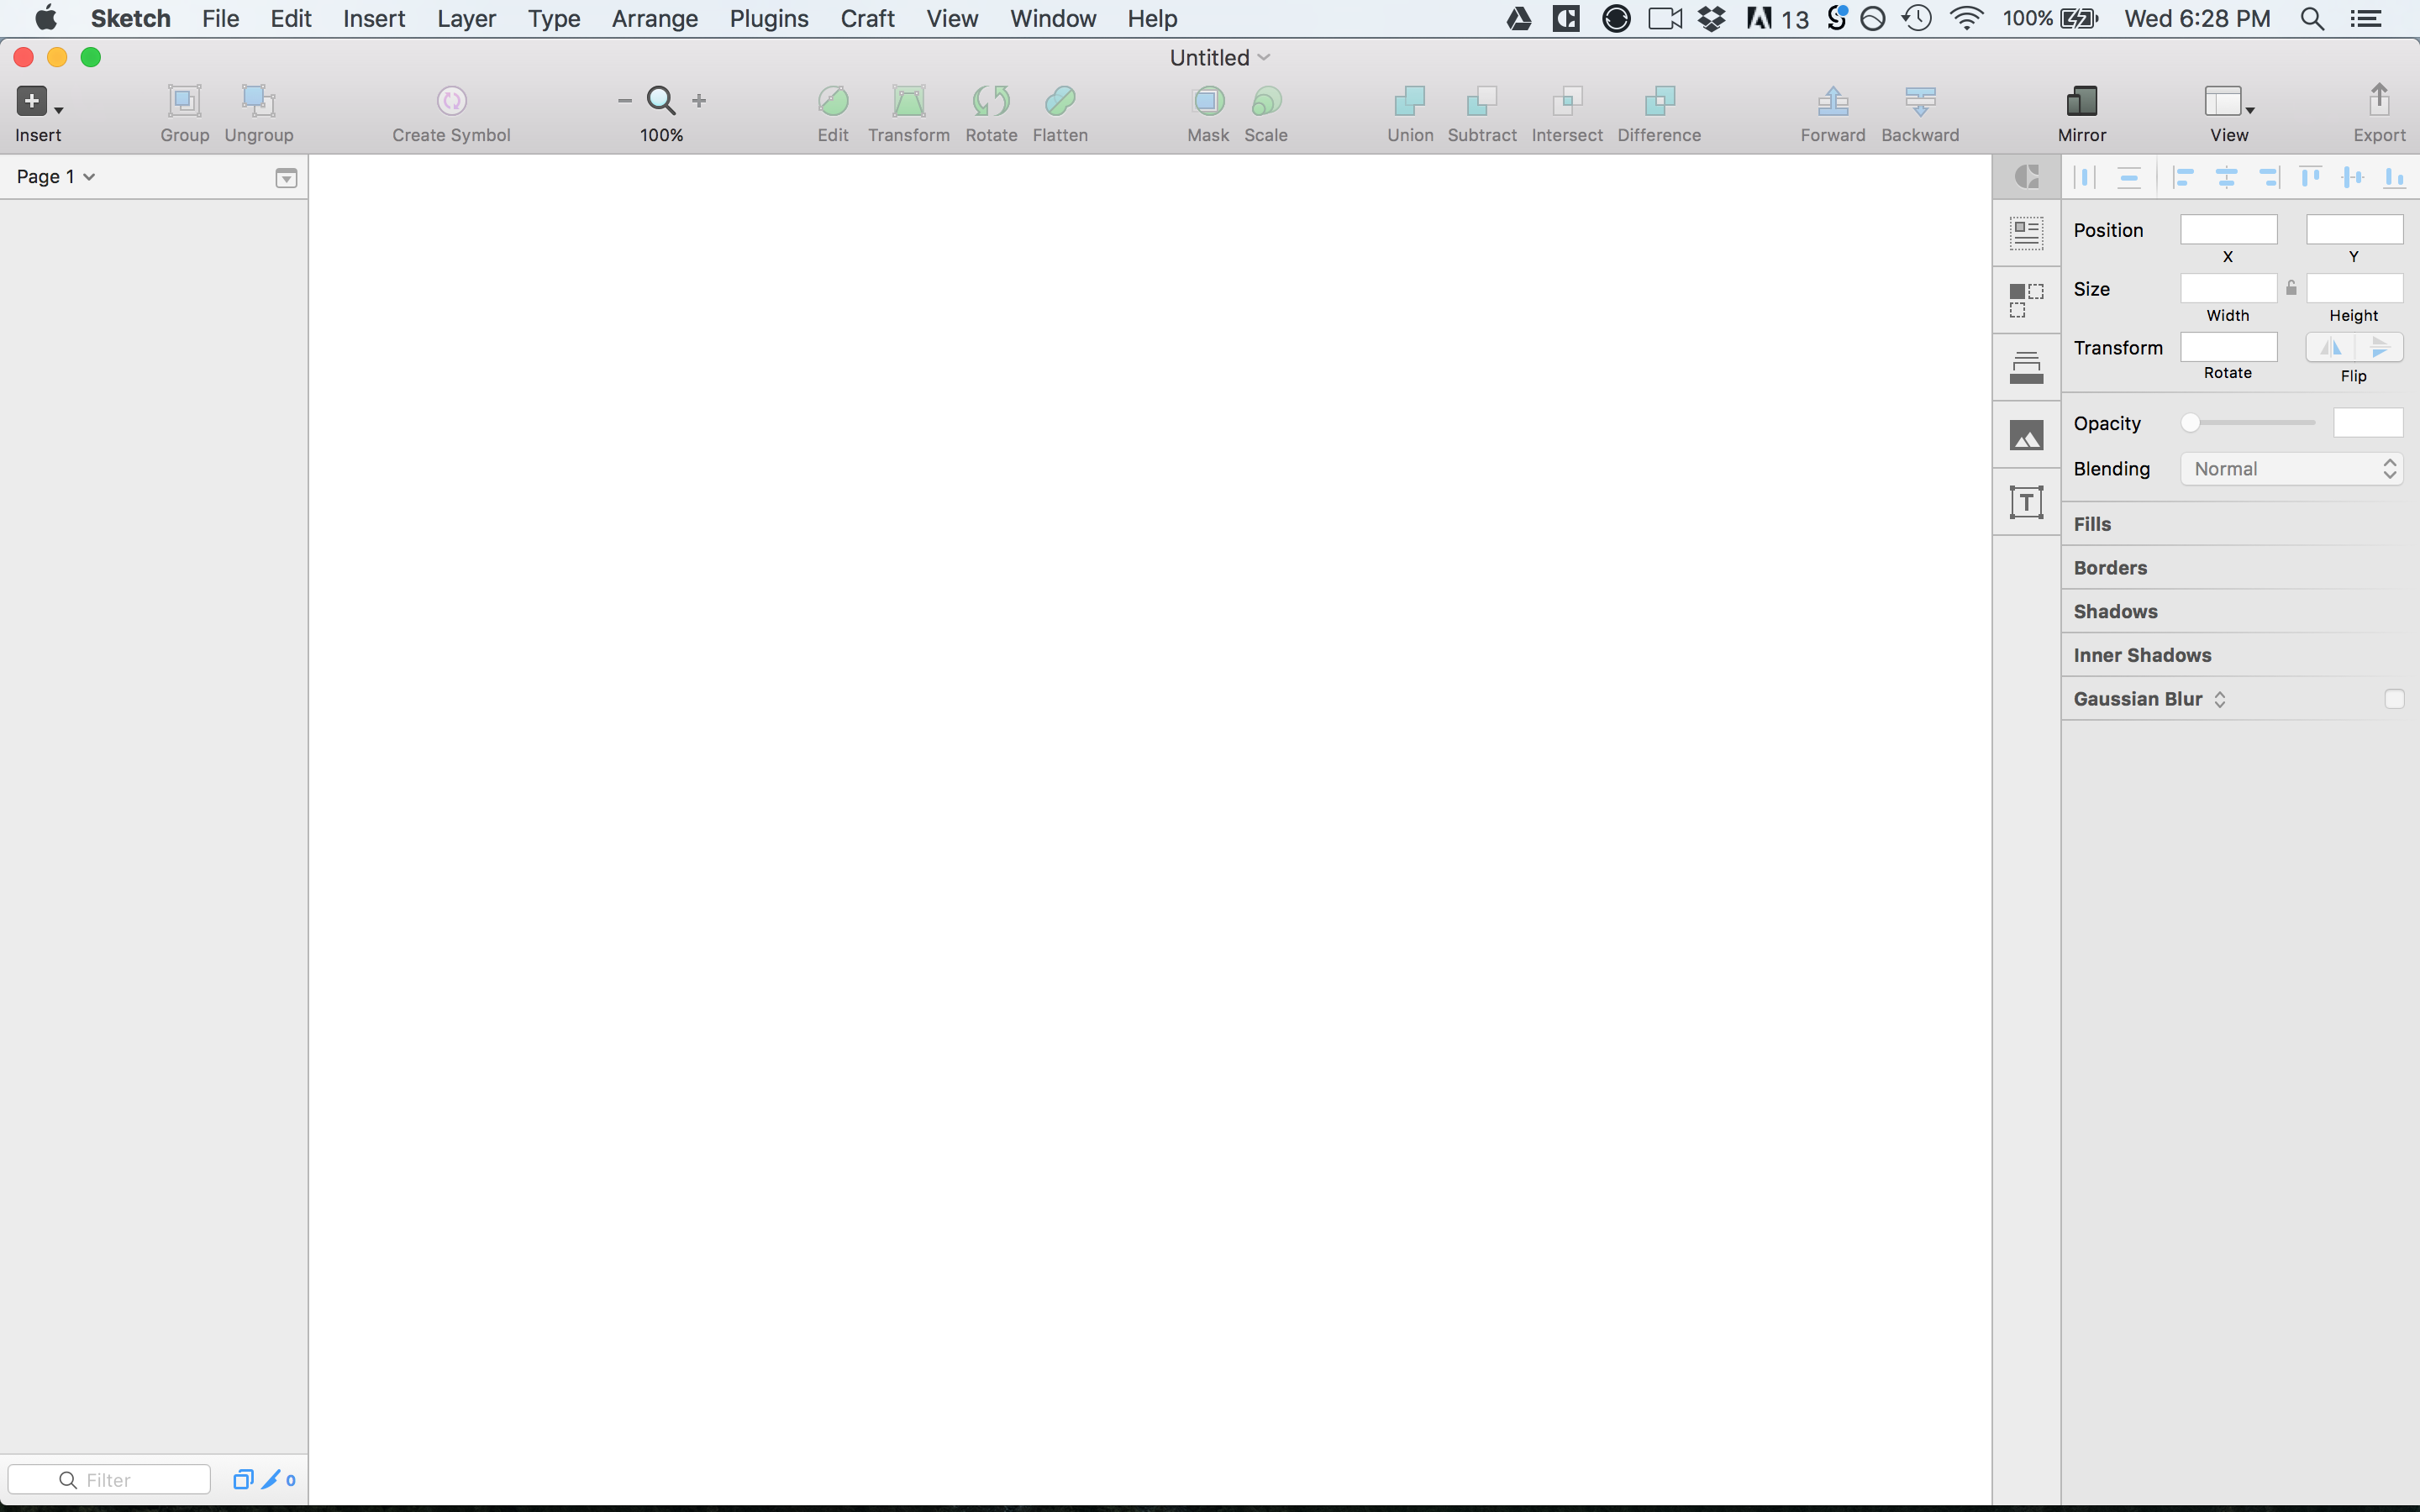 Sketch File Edit Insert Layer Type Arrange Plugins Craft View Window Help 13 100% Wed 6:28 PM
Untitled
Insert Group Ungroup Create Symbol 100% Edit Transform Rotate Flatten Mask Scale Union Subtract Intersect Difference Forward Backward Mirror View Export
Page 1
Position
X Y
Size
Width Height
Transform
Rotate Flip
Opacity
Blending Normal
T
Fills
Borders
Shadows
Inner Shadows
Gaussian Blur
Filter 0